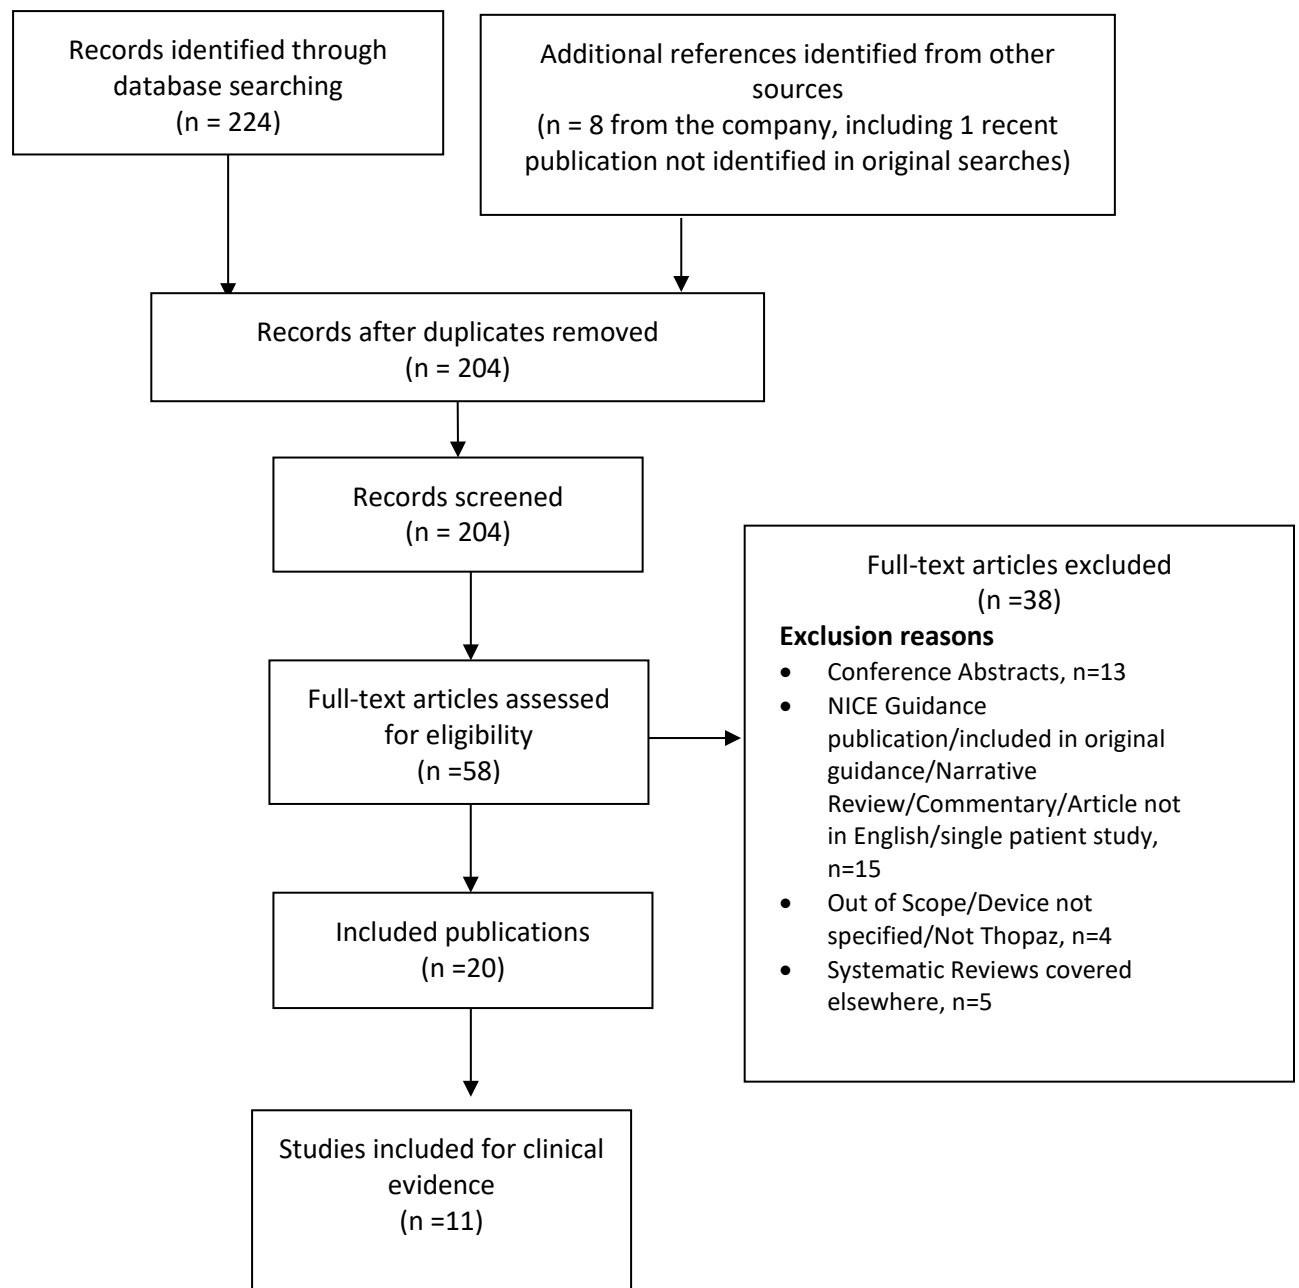 Records identified through
database searching
(n = 224)
Additional references identified from other
sources
(n = 8 from the company, including 1 recent
publication not identified in original searches)
Records after duplicates removed
(n = 204)
Records screened
(n = 204)
Full-text articles assessed
for eligibility
(n =58)
Full-text articles excluded
(n =38)
Exclusion reasons
• Conference Abstracts, n=13
• NICE Guidance
publication/included in original
guidance/Narrative
Review/Commentary/Article not
in English/single patient study,
n=15
• Out of Scope/Device not
specified/Not Thopaz, n=4
• Systematic Reviews covered
elsewhere, n=5
Included publications
(n =20)
Studies included for clinical
evidence
(n =11)